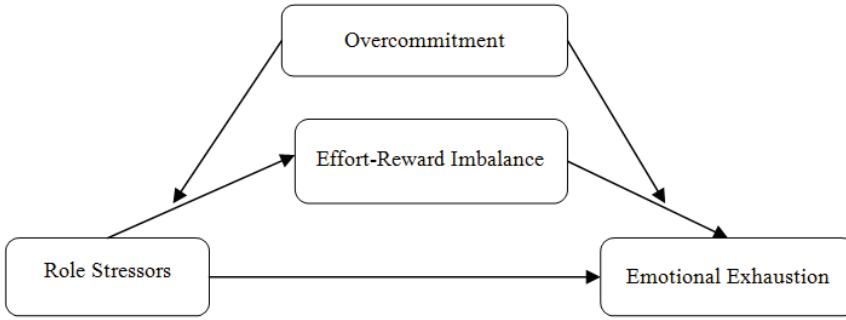 Overcommitment
Effort-Reward Imbalance
Role Stressors
Emotional Exhaustion